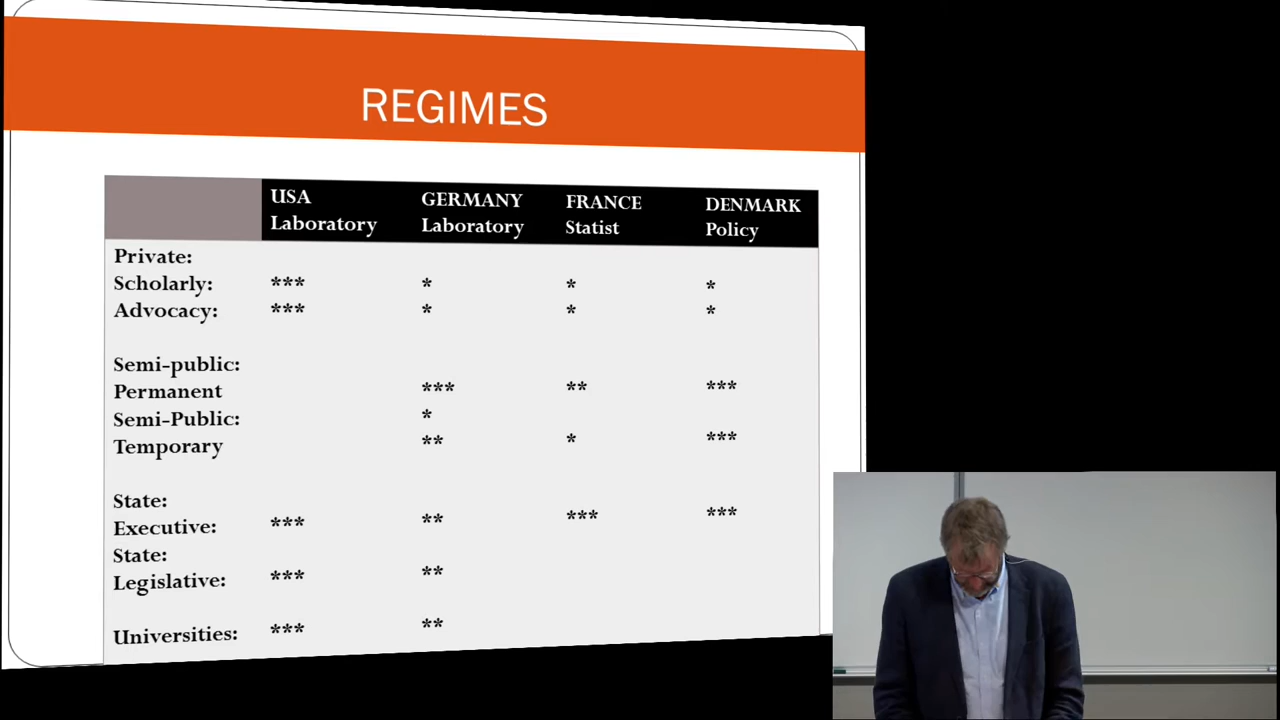 REGIMES
USA GERMANY FRANCE DENMARK
Laboratory Laboratory Statist Policy
Private:
Scholarly: *** * * *
Advocacy: *** * * *
Semi-public:
Permanent *** ** ***
Semi-Public: *
Temporary ** * ***
State:
Executive: *** ** *** ***
State:
Legislative: *** **
Universities: *** **